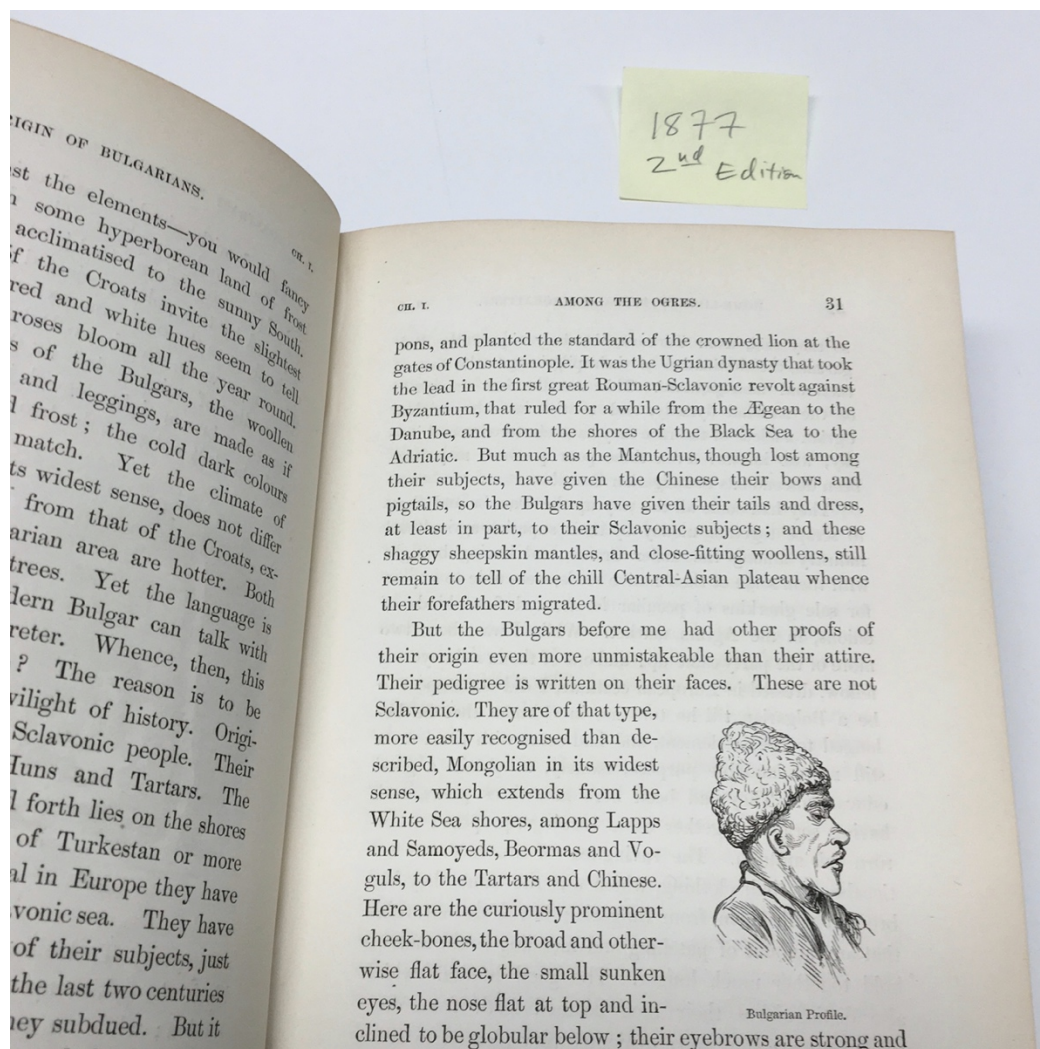 1877
2nd Edition
OF BULGARIANS.
CH. I.
the elements—you would fancy
some hyperborean land of frost
acclimatised to the sunny South.
the Croats invite the slightest
and white hues seem to tell
roses bloom all the year round.
of the Bulgars, the woollen
and leggings, are made as if
frost; the cold dark colours
match. Yet the climate of
widest sense, does not differ
from that of the Croats, ex-
area are hotter. Both
trees. Yet the language is
Bulgar can talk with
Whence, then, this
? The reason is to be
of history. Origi-
Sclavonic people. Their
and Tartars. The
forth lies on the shores
of Turkestan or more
in Europe they have
sea. They have
of their subjects, just
the last two centuries
subdued. But it
CH. I. AMONG THE OGRES. 31
pons, and planted the standard of the crowned lion at the
gates of Constantinople. It was the Ugrian dynasty that took
the lead in the first great Rouman-Sclavonic revolt against
Byzantium, that ruled for a while from the Ægean to the
Danube, and from the shores of the Black Sea to the
Adriatic. But much as the Mantchus, though lost among
their subjects, have given the Chinese their bows and
pigtails, so the Bulgars have given their tails and dress,
at least in part, to their Sclavonic subjects; and these
shaggy sheepskin mantles, and close-fitting woollens, still
remain to tell of the chill Central-Asian plateau whence
their forefathers migrated.
But the Bulgars before me had other proofs of
their origin even more unmistakeable than their attire.
Their pedigree is written on their faces. These are not
Sclavonic. They are of that type,
more easily recognised than de-
scribed, Mongolian in its widest
sense, which extends from the
White Sea shores, among Lapps
and Samoyeds, Beormas and Vo-
guls, to the Tartars and Chinese.
Here are the curiously prominent
cheek-bones, the broad and other-
wise flat face, the small sunken
eyes, the nose flat at top and in-
clined to be globular below; their eyebrows are strong and
Bulgarian Profile.